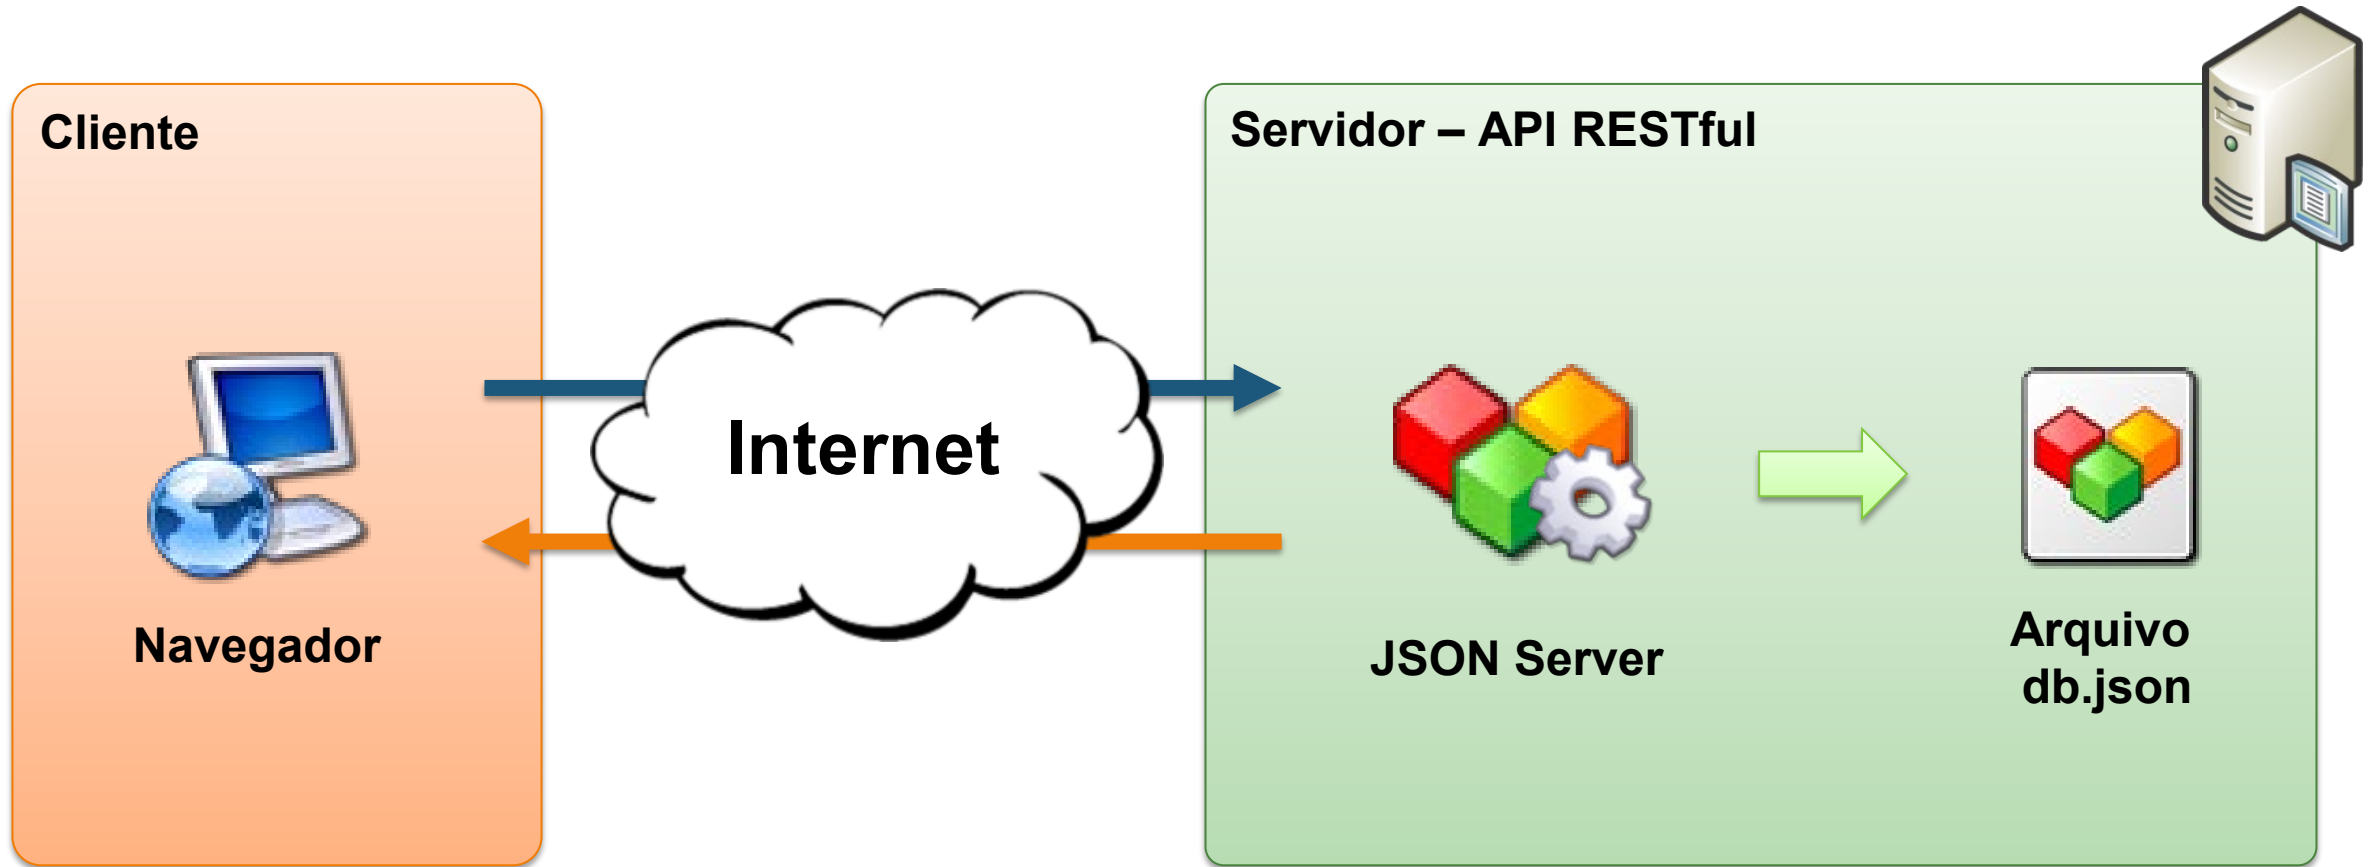 Cliente
Servidor – API RESTful
Internet
Navegador
JSON Server
Arquivo
db.json